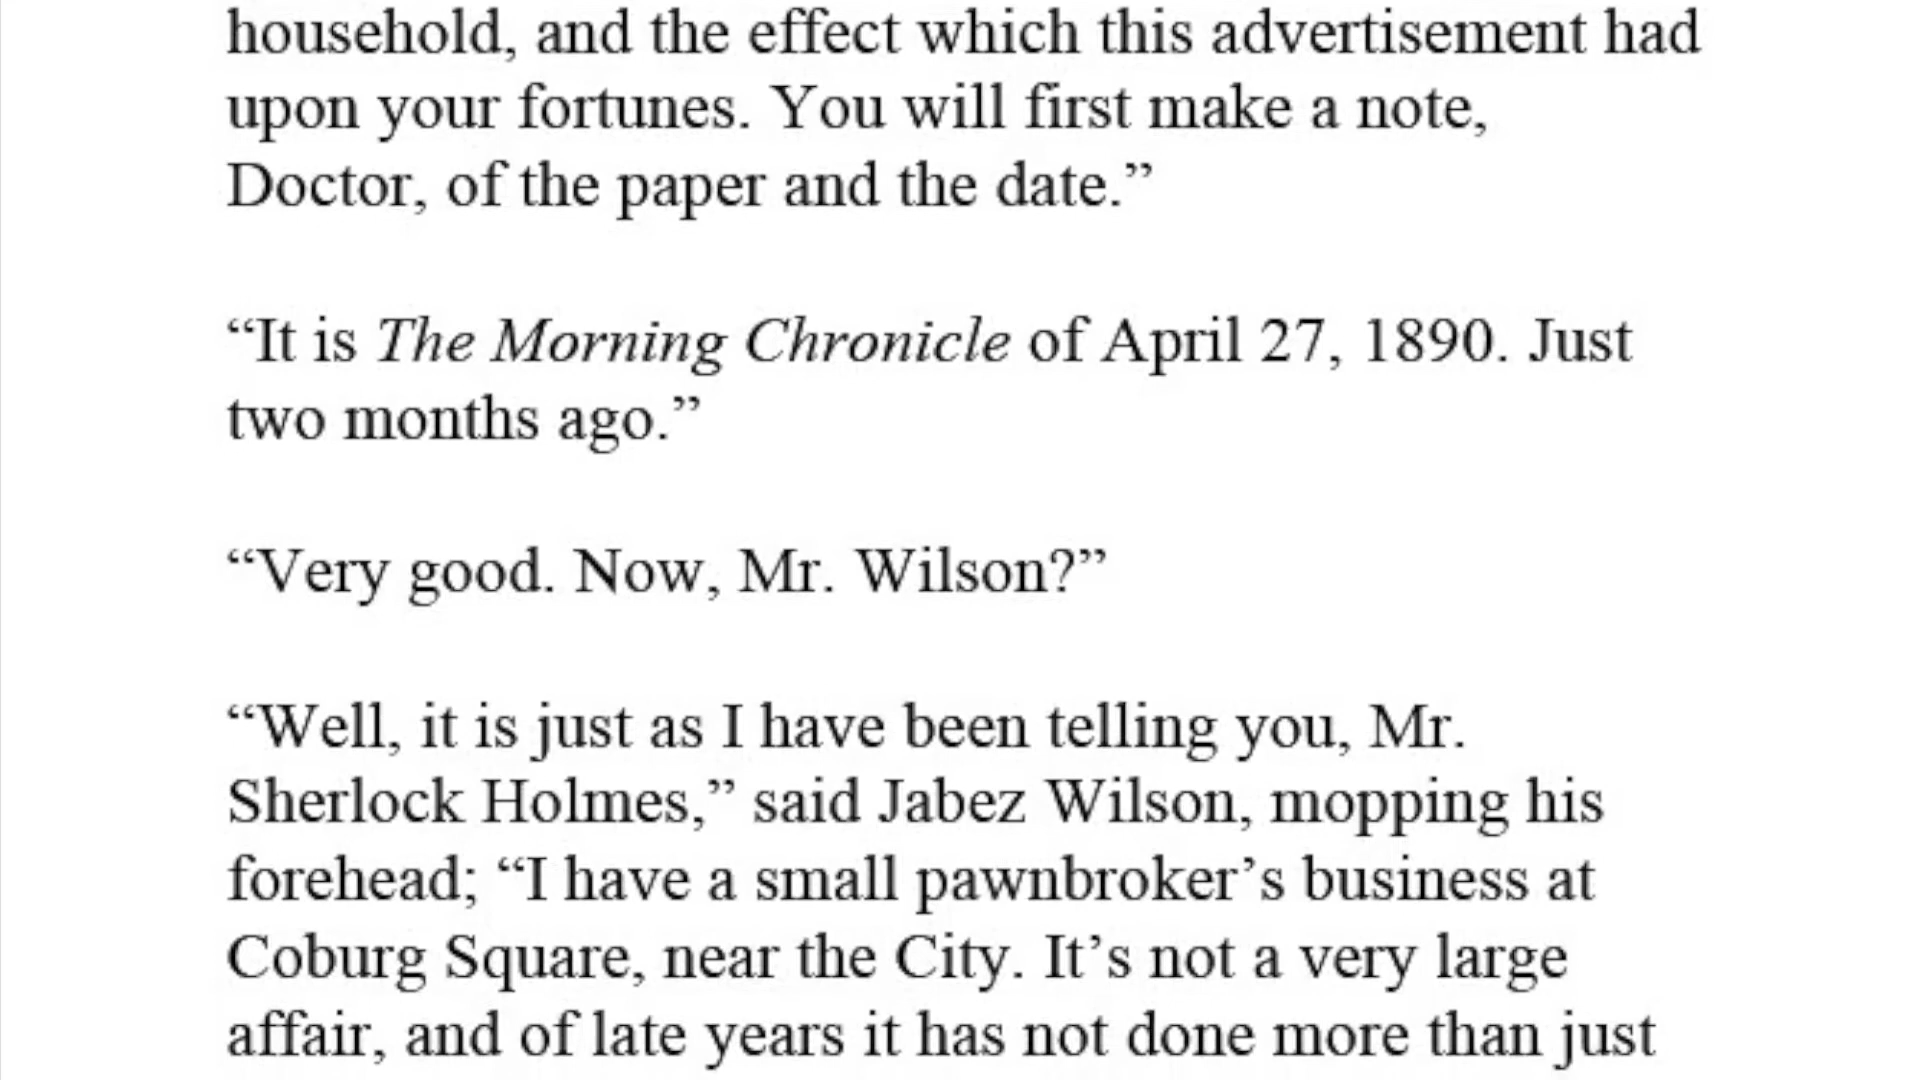 household, and the effect which this advertisement had
upon your fortunes. You will first make a note,
Doctor, of the paper and the date.”
“It is The Morning Chronicle of April 27, 1890. Just
two months ago.”
“Very good. Now, Mr. Wilson?”
“Well, it is just as I have been telling you, Mr.
Sherlock Holmes,” said Jabez Wilson, mopping his
forehead; “I have a small pawnbroker’s business at
Coburg Square, near the City. It’s not a very large
affair, and of late years it has not done more than just